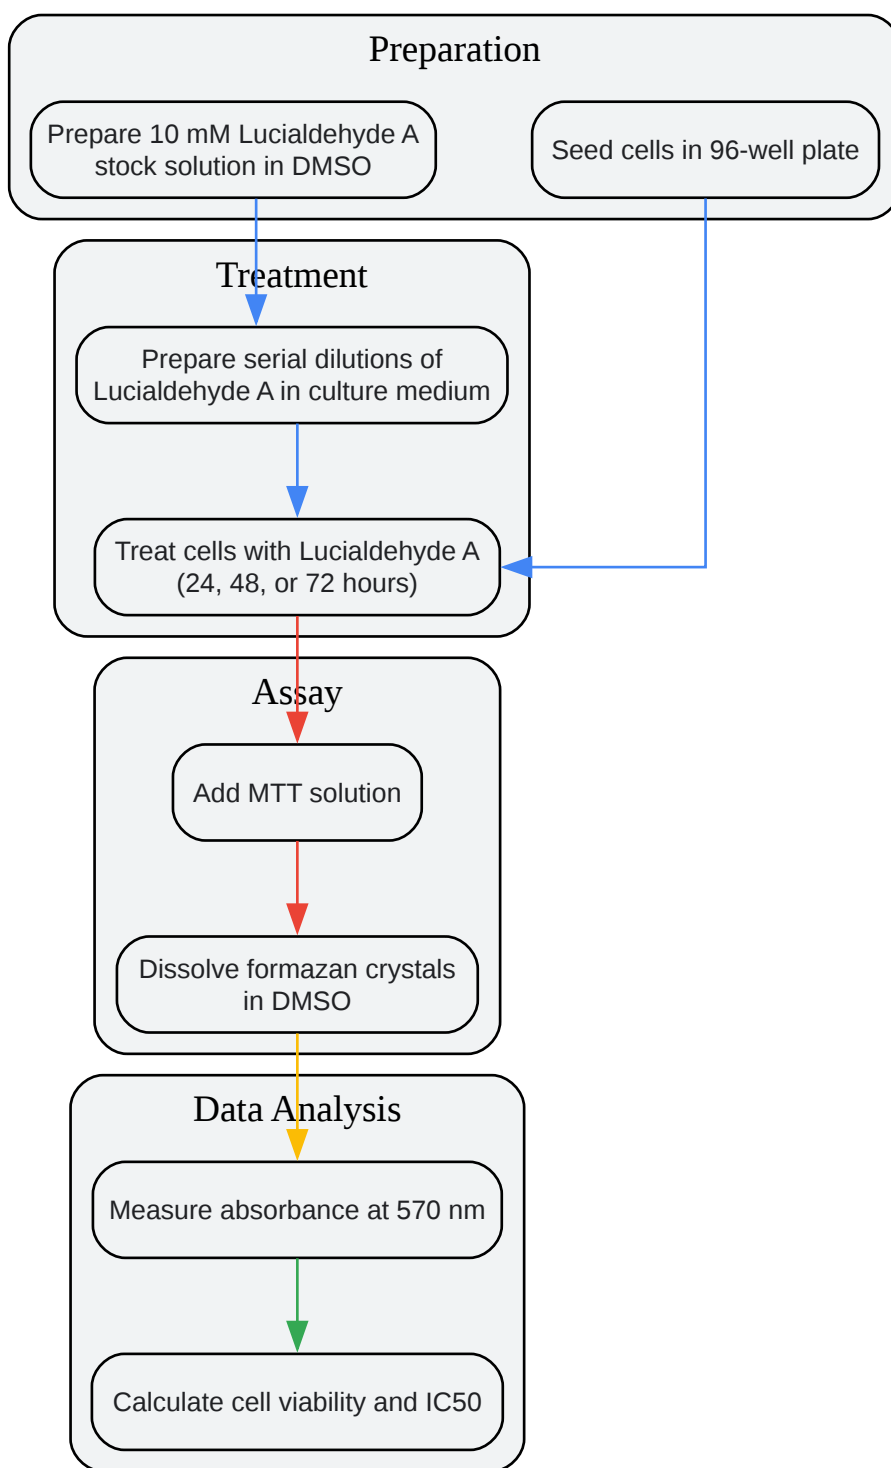 Preparation
Prepare 10 mM Lucialdehyde A
stock solution in DMSO
Seed cells in 96-well plate
Treatment
Prepare serial dilutions of
Lucialdehyde A in culture medium
Treat cells with Lucialdehyde A
(24, 48, or 72 hours)
Assay
Add MTT solution
Dissolve formazan crystals
in DMSO
Data Analysis
Measure absorbance at 570 nm
Calculate cell viability and IC50